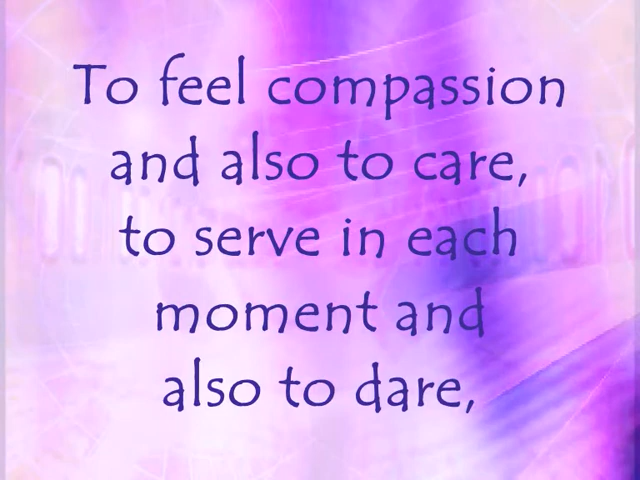 To feel compassion
and also to care,
to serve in each
moment and
also to dare,